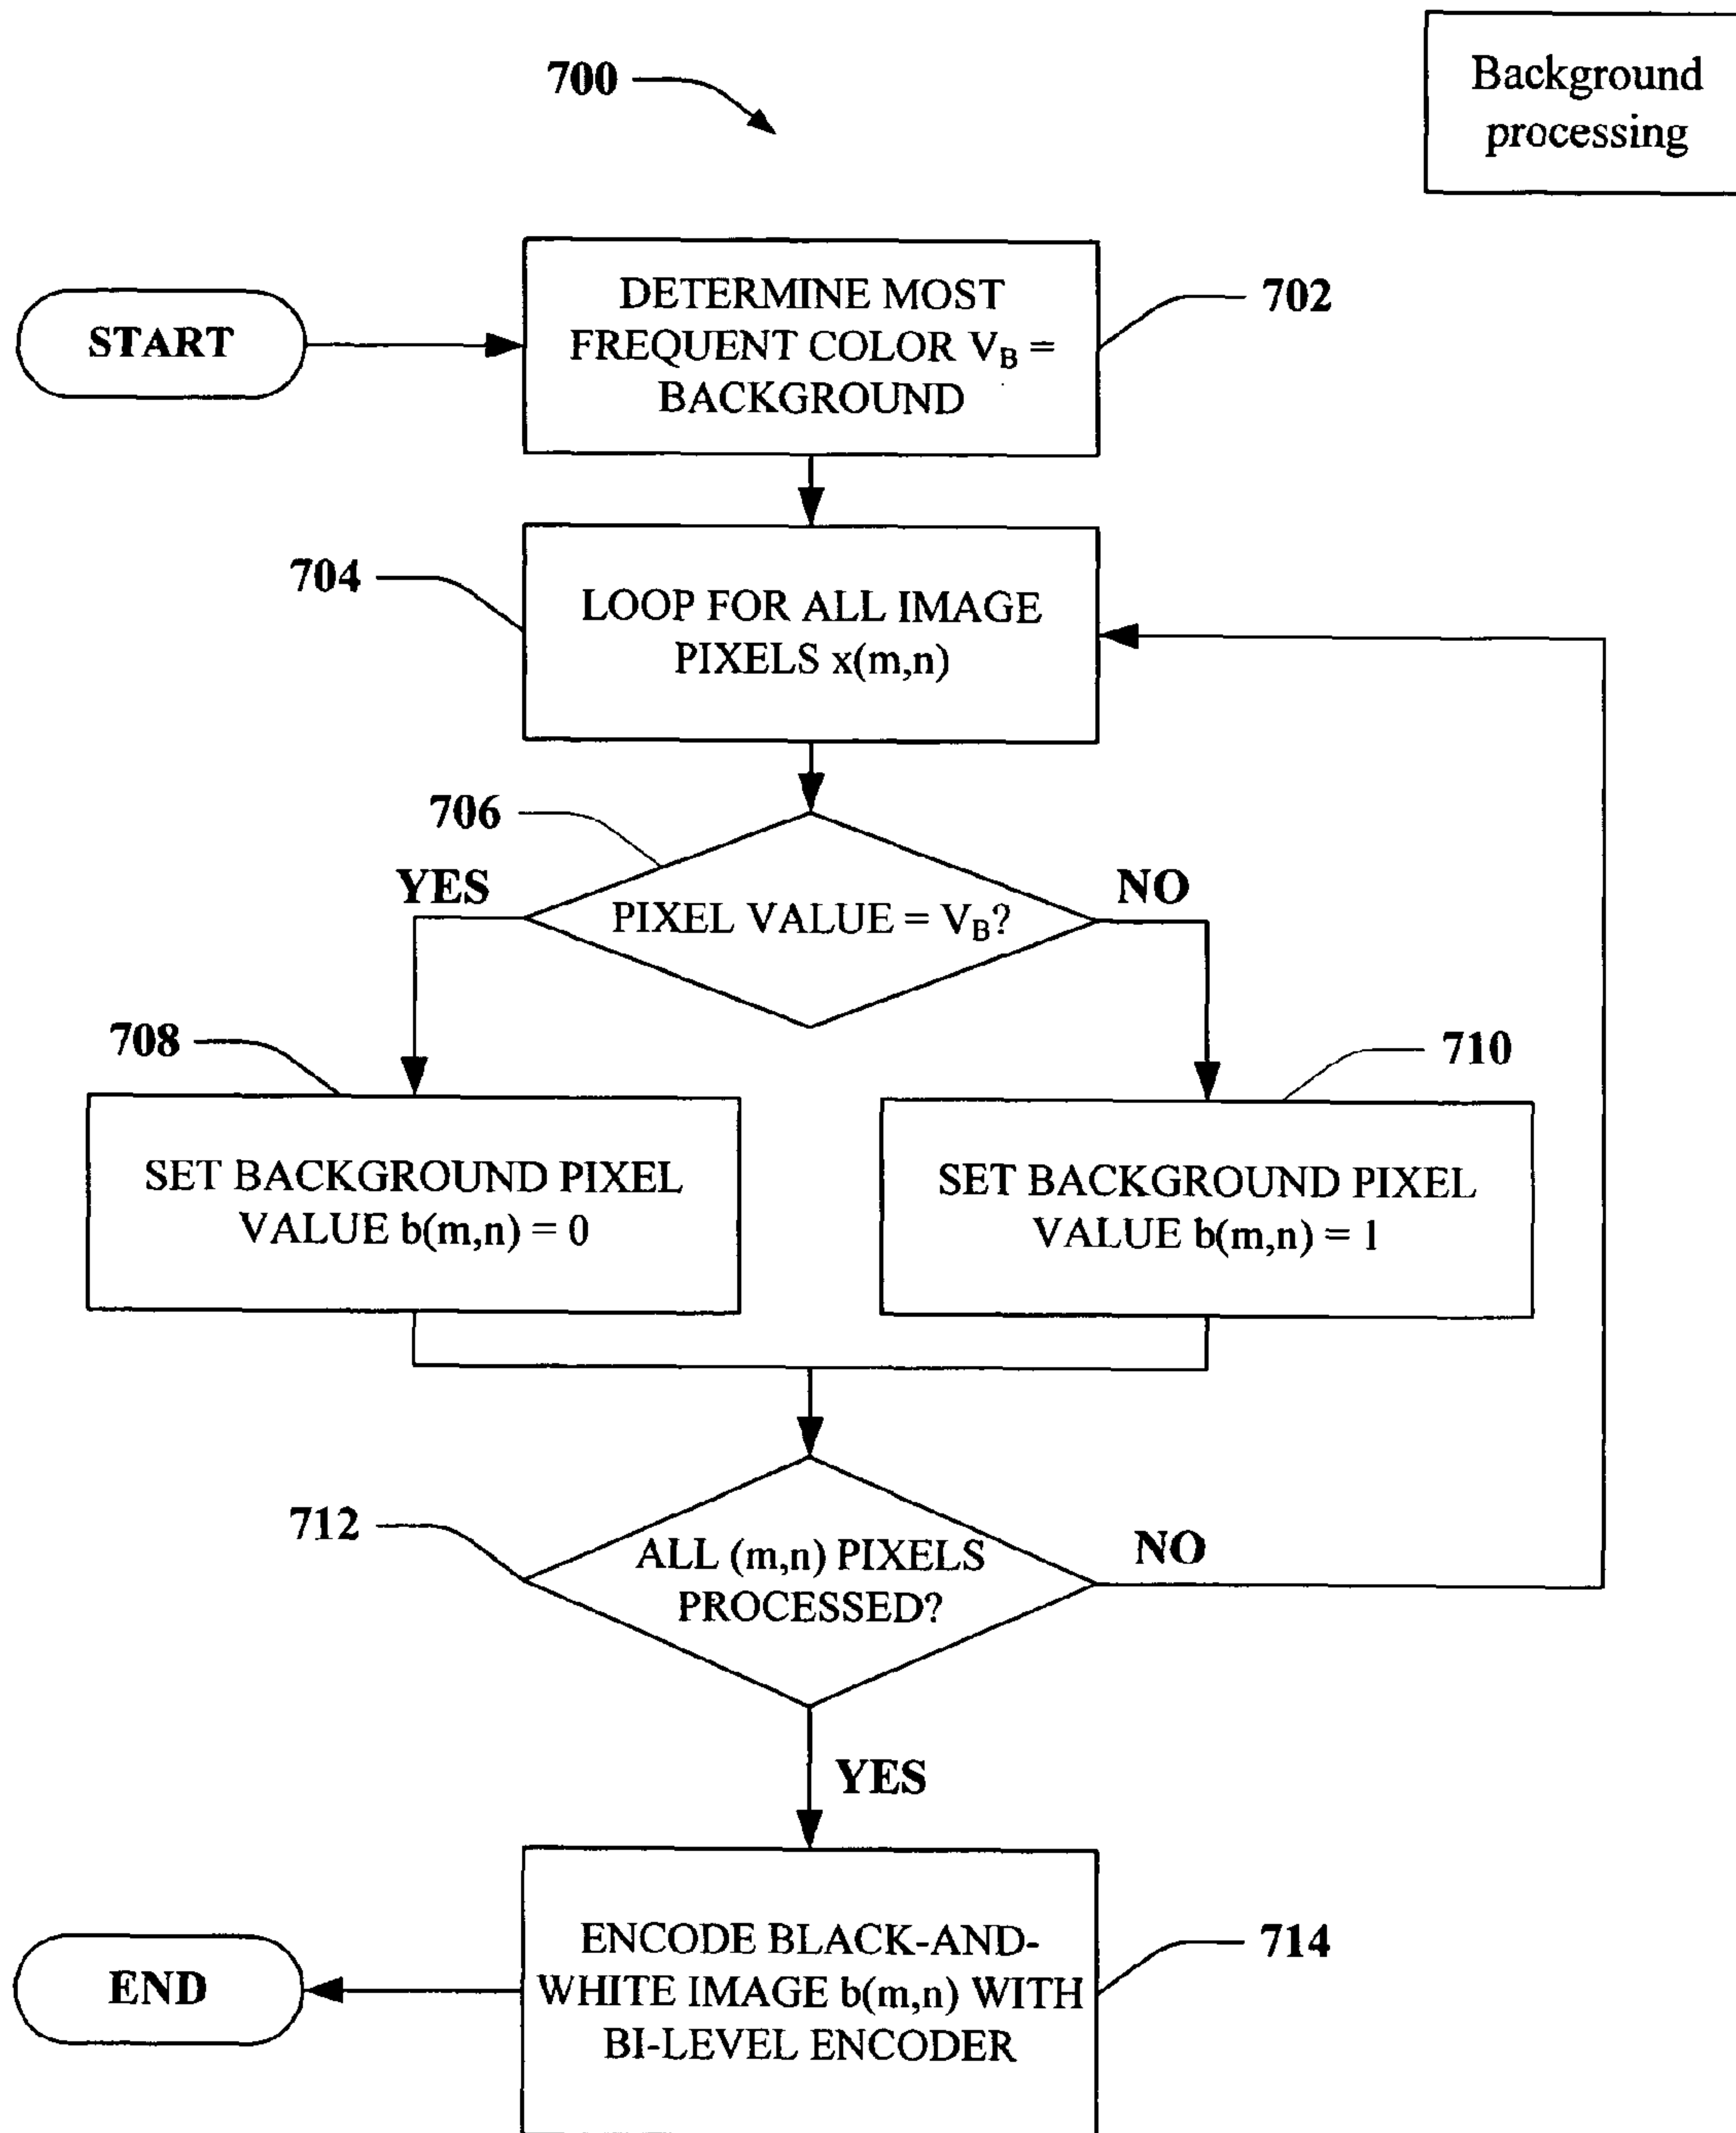 700
Background
processing
START
DETERMINE MOST
FREQUENT COLOR V_B =
BACKGROUND
702
704
LOOP FOR ALL IMAGE
PIXELS x(m,n)
706
YES
PIXEL VALUE = V_B?
NO
708
710
SET BACKGROUND PIXEL
VALUE b(m,n) = 0
SET BACKGROUND PIXEL
VALUE b(m,n) = 1
712
ALL (m,n) PIXELS
PROCESSED?
NO
YES
END
ENCODE BLACK-AND-
WHITE IMAGE b(m,n) WITH
BI-LEVEL ENCODER
714